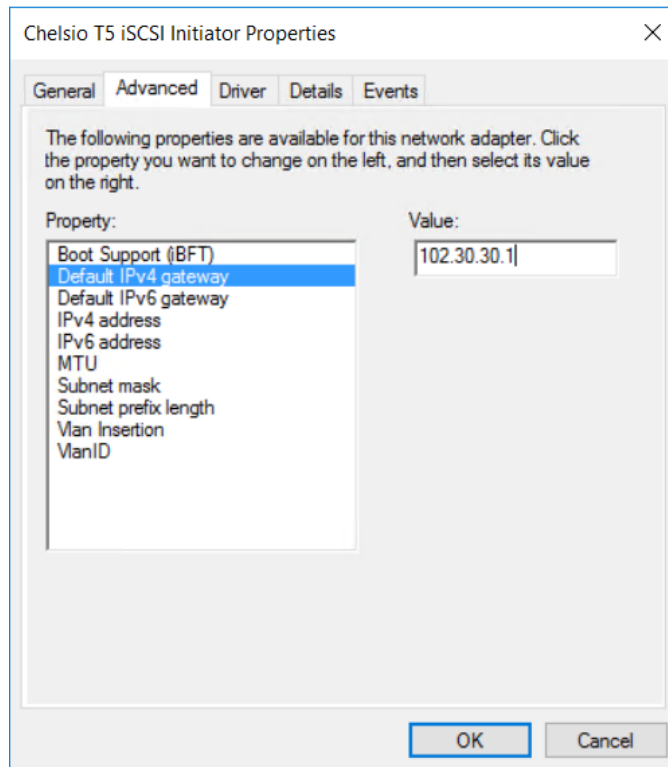 Chelsio T5 iSCSI Initiator Properties
General Advanced Driver Details Events
The following properties are available for this network adapter. Click
the property you want to change on the left, and then select its value
on the right.
Property:
Value:
Boot Support (iBFT)
102.30.30.1
Default IPv4 gateway
Default IPv6 gateway
IPv4 address
IPv6 address
MTU
Subnet mask
Subnet prefix length
Vlan Insertion
VlanID
OK
Cancel